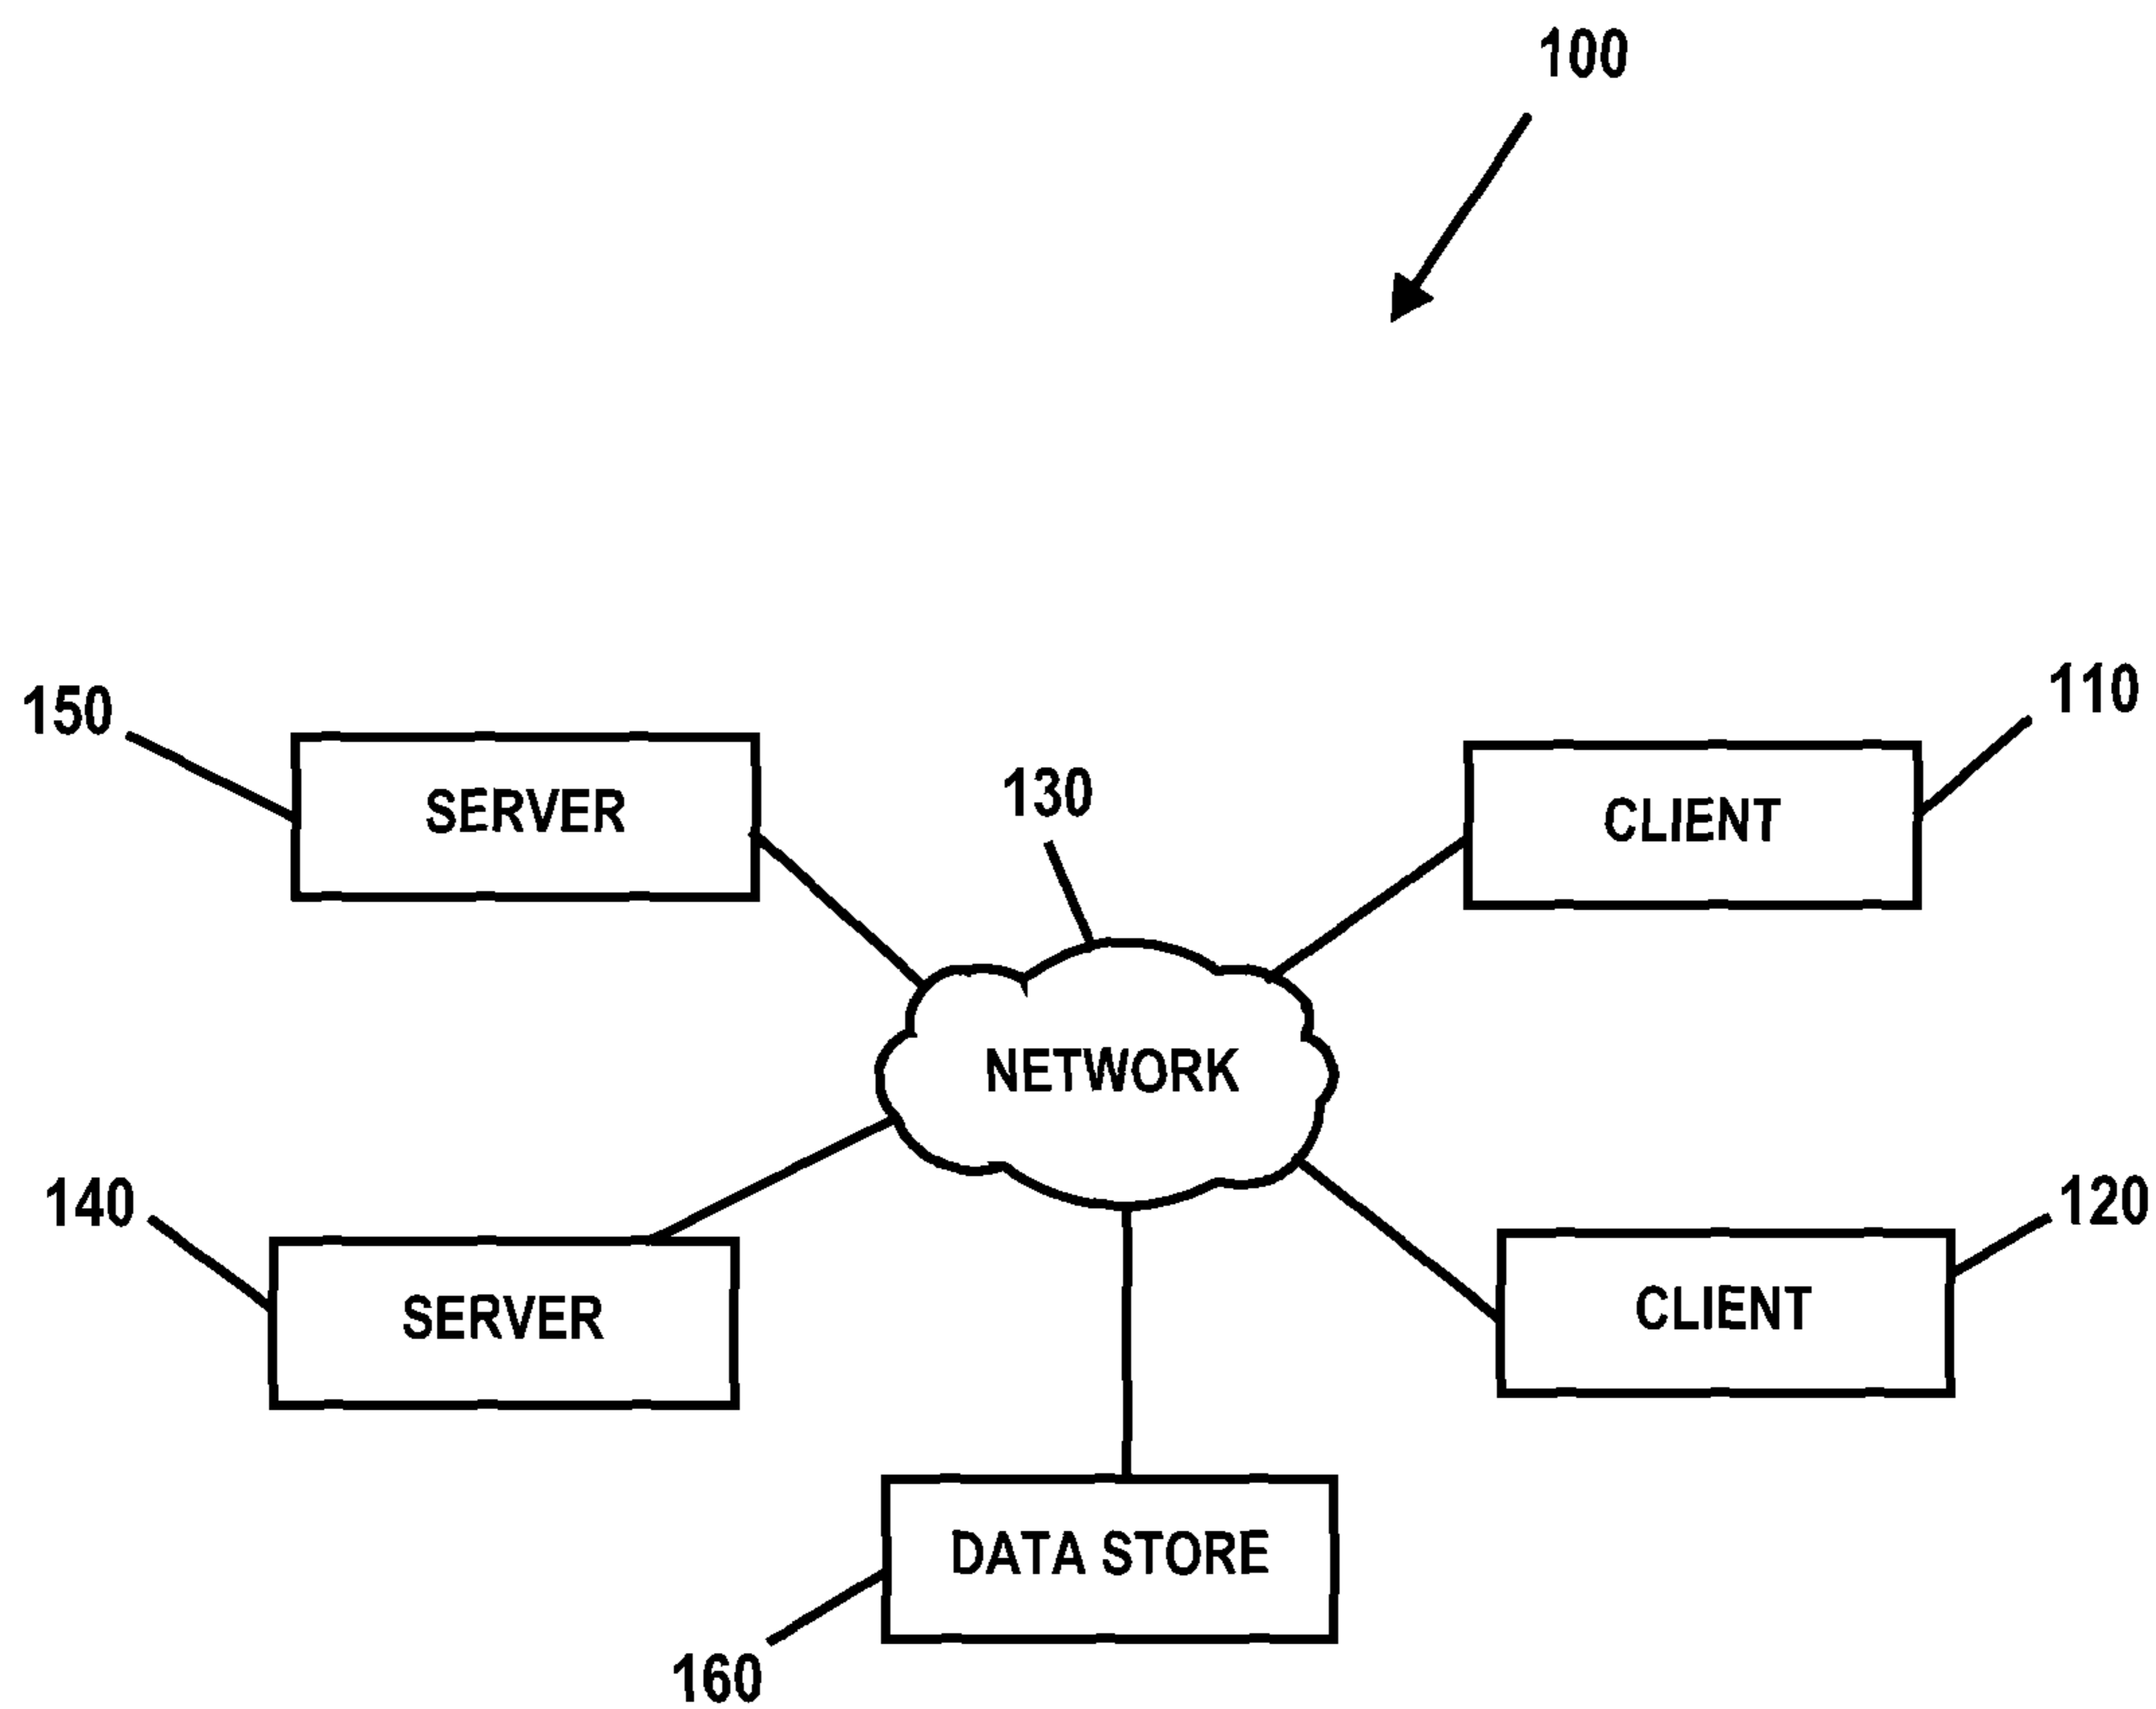 100
110
150
SERVER
130
CLIENT
NETWORK
140
120
SERVER
CLIENT
DATA STORE
160